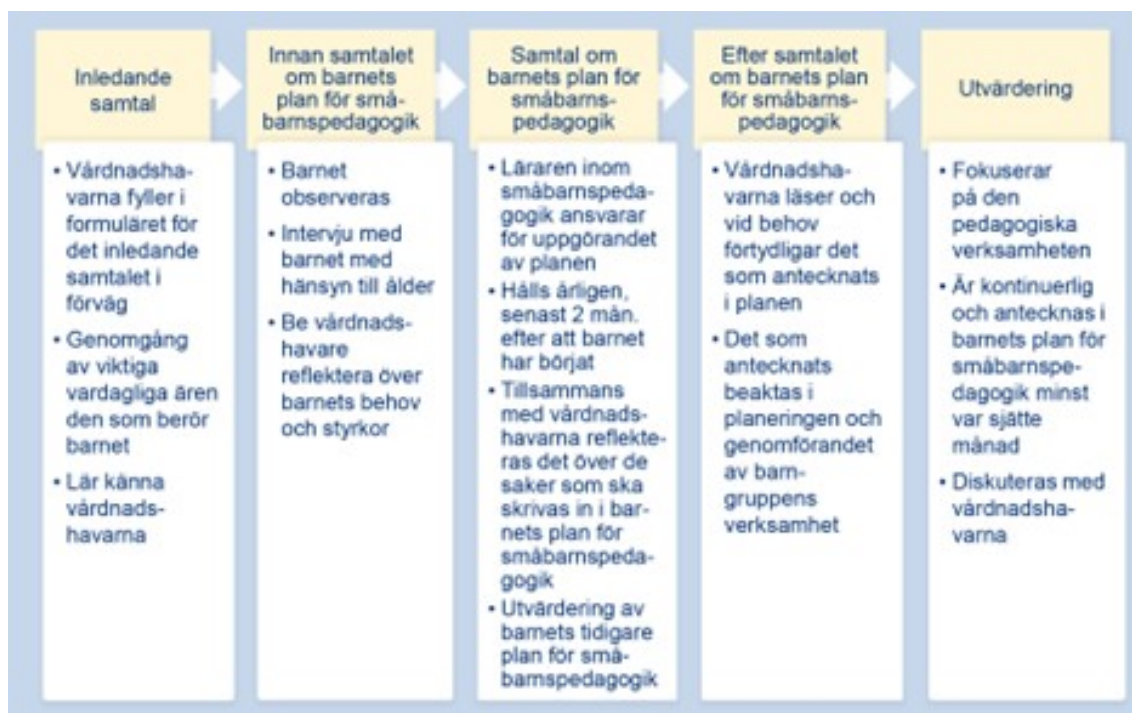 Inledande
samtal
• Vårdnadsha-
varna fyller i
formuläret för
det inledande
samtalet i
förväg
• Genomgång
av viktiga
vardagliga ären
den som berör
barnet
• Lär känna
vårdnads-
havarna
Innan samtalet
om barnets
plan för små-
barnspedagogik
• Barnet
observeras
• Intervju med
barnet med
hänsyn till ålder
• Be vårdnads-
havare
reflektera över
barnets behov
och styrkor
Samtal om
barnets plan för
småbarns-
pedagogik
• Läraren inom
småbarnspeda-
gogik ansvarar
för uppgörandet
av planen
• Hålls årligen,
senast 2 mån.
efter att barnet
har börjat
• Tillsammans
med vårdnads-
havarna reflekte-
ras det över de
saker som ska
skrivas in i bar-
nets plan för
småbarnspeda-
gogik
• Utvärdering av
barnets tidigare
plan för små-
barnspedagogik
Efter samtalet
om barnets plan
för småbarns-
pedagogik
• Vårdnadsha-
varna läser och
vid behov
förtydligar det
som antecknats
i planen
• Det som
antecknats
beaktas i
planeringen och
genomförandet
av barn-
gruppens
verksamhet
Utvärdering
• Fokuserar
på den
pedagogiska
verksamheten
• Är kontinuerlig
och antecknas i
barnets plan för
småbarnspe-
dagogik minst
var sjätte
månad
• Diskuteras med
vårdnadsha-
varna